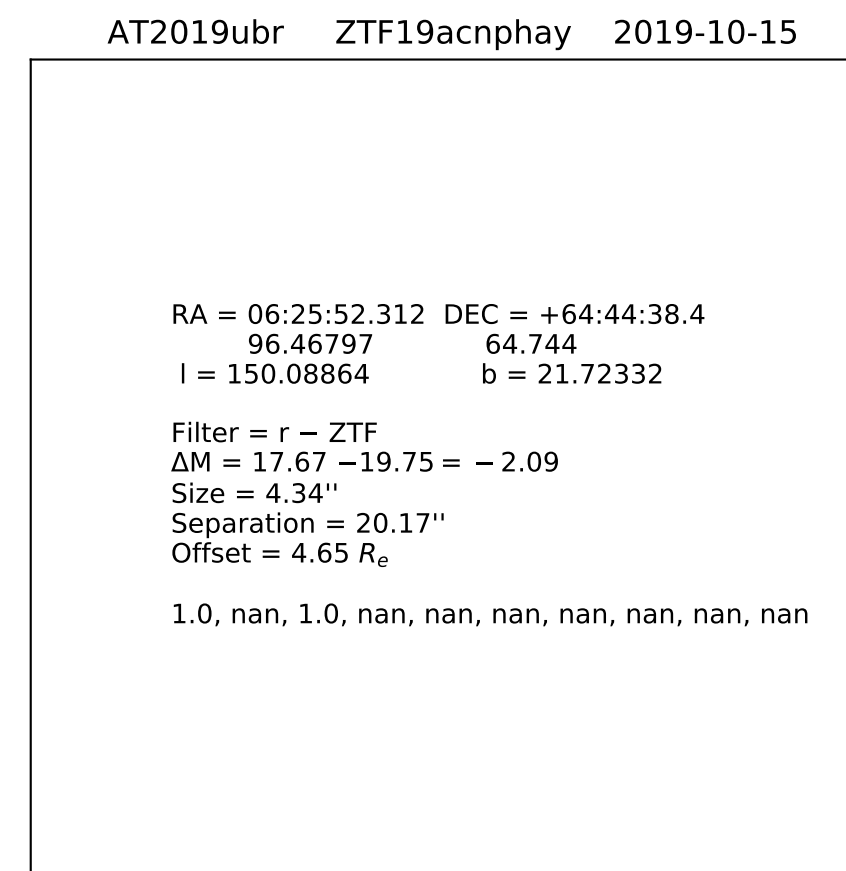 AT2019ubr ZTF19acnphay 2019-10-15
RA = 06:25:52.312 DEC = +64:44:38.4
96.46797 64.744
l = 150.08864 b = 21.72332
Filter = r − ZTF
ΔM = 17.67 −19.75 = − 2.09
Size = 4.34''
Separation = 20.17''
Offset = 4.65 Re
1.0, nan, 1.0, nan, nan, nan, nan, nan, nan, nan